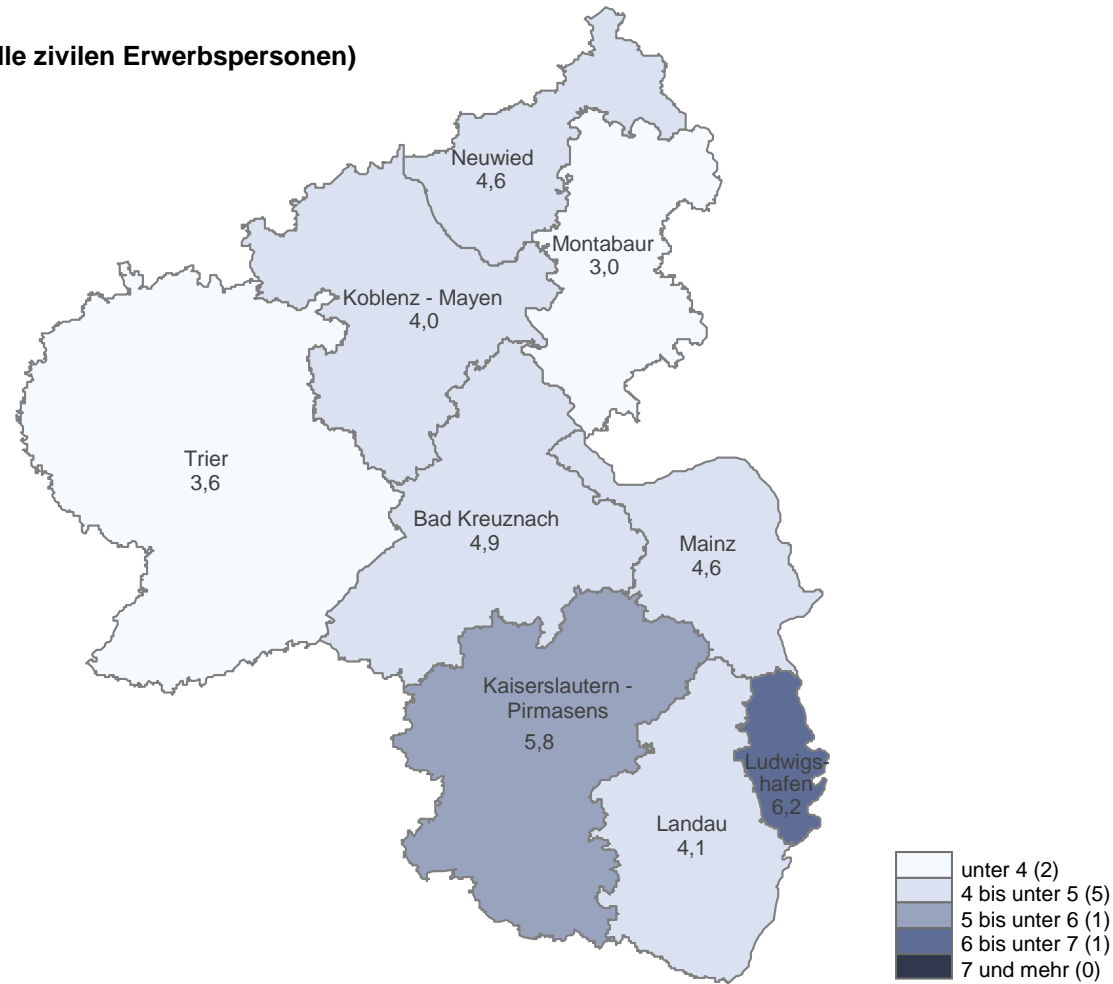 lle zivilen Erwerbspersonen)
Neuwied
4,6
Montabaur
3,0
Koblenz - Mayen
4,0
Trier
3,6
Bad Kreuznach
4,9
Mainz
4,6
Kaiserslautern -
Pirmasens
5,8
Ludwigs-
hafen
6,2
Landau
4,1
unter 4 (2)
4 bis unter 5 (5)
5 bis unter 6 (1)
6 bis unter 7 (1)
7 und mehr (0)